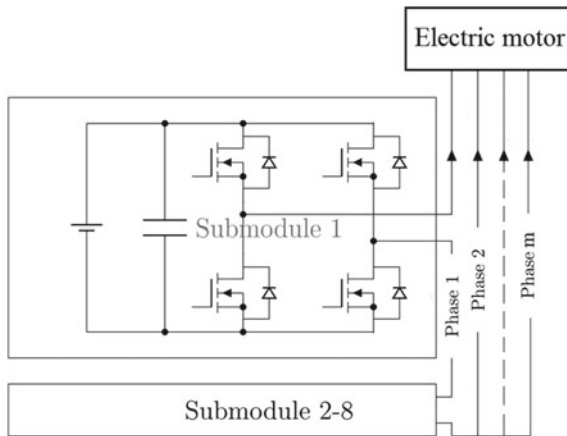 Electric motor
Submodule 1
Phase 1
Phase 2
Phase m
Submodule 2-8